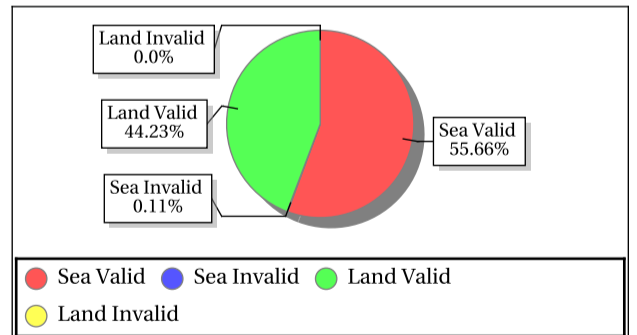 Land Invalid
0.0%
Land Valid
44.23%
Sea Valid
55.66%
Sea Invalid
0.11%
Sea Valid Sea Invalid Land Valid
Land Invalid